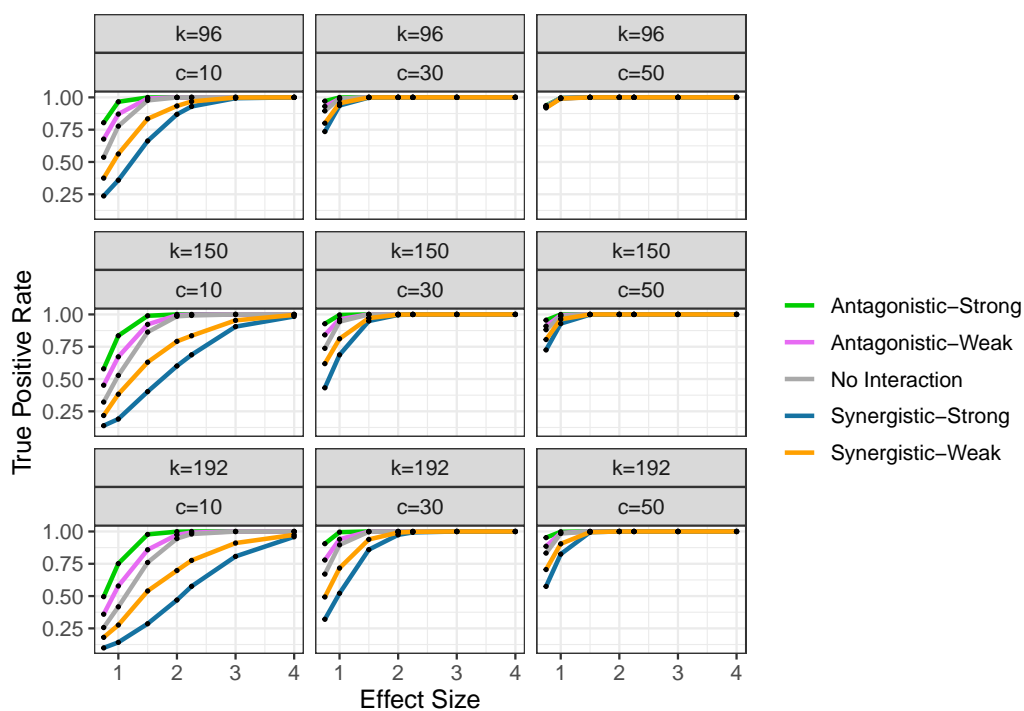 k=96
k=96
k=96
c=10
c=30
c=50
1.00
0.75
0.50
0.25
k=150
k=150
k=150
c=10
c=30
c=50
1.00
0.75
0.50
0.25
k=192
k=192
k=192
c=10
c=30
c=50
1.00
0.75
0.50
0.25
1 2 3 4
1 2 3 4
1 2 3 4
Effect Size
True Positive Rate
Antagonistic−Strong
Antagonistic−Weak
No Interaction
Synergistic−Strong
Synergistic−Weak